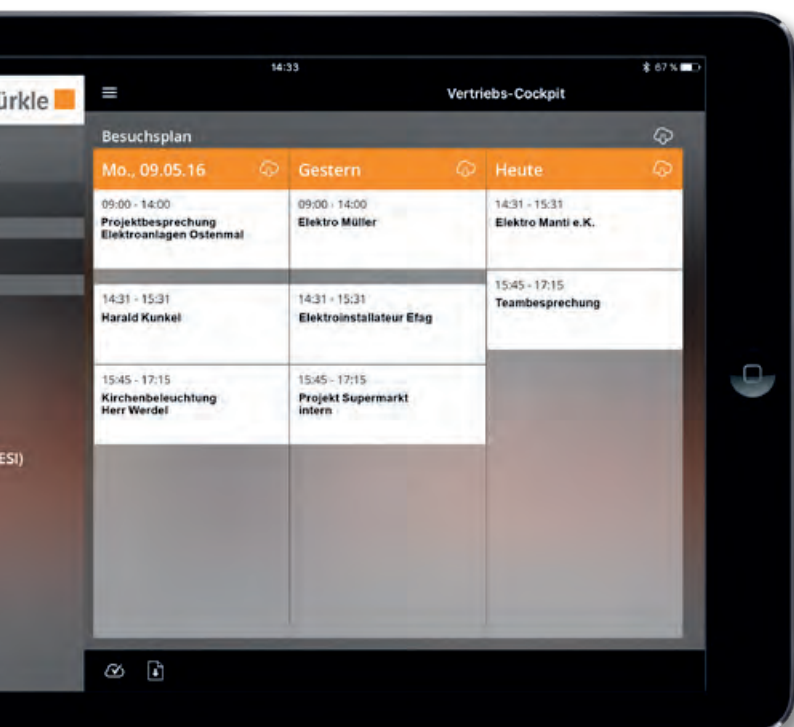 14:33
67 %
ürkle
Vertriebs-Cockpit
Besuchsplan
Mo., 09.05.16
Gestern
Heute
09:00 - 14:00
Projektbesprechung
Elektroanlagen Ostenmal
09:00 - 14:00
Elektro Müller
14:31 - 15:31
Elektro Manti e.K.
14:31 - 15:31
Harald Kunkel
14:31 - 15:31
Elektroinstallateur Efag
15:45 - 17:15
Teambesprechung
15:45 - 17:15
Kirchenbeleuchtung
Herr Werdel
15:45 - 17:15
Projekt Supermarkt
intern
ESI)